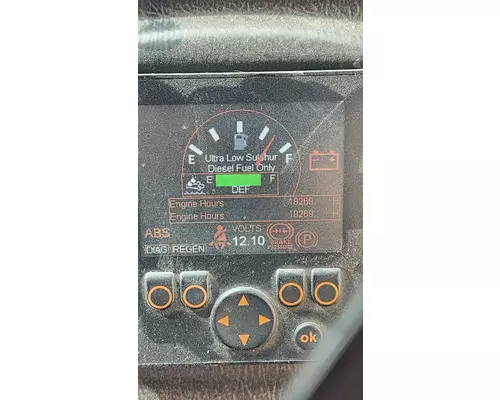 E F
Ultra Low Sulphur
Diesel Fuel Only
E F
DEF
Engine Hours 18269. H
Engine Hours 18269. H
ABS VOLTS
12.10 BRAKE P
DIAG REGEN
ok